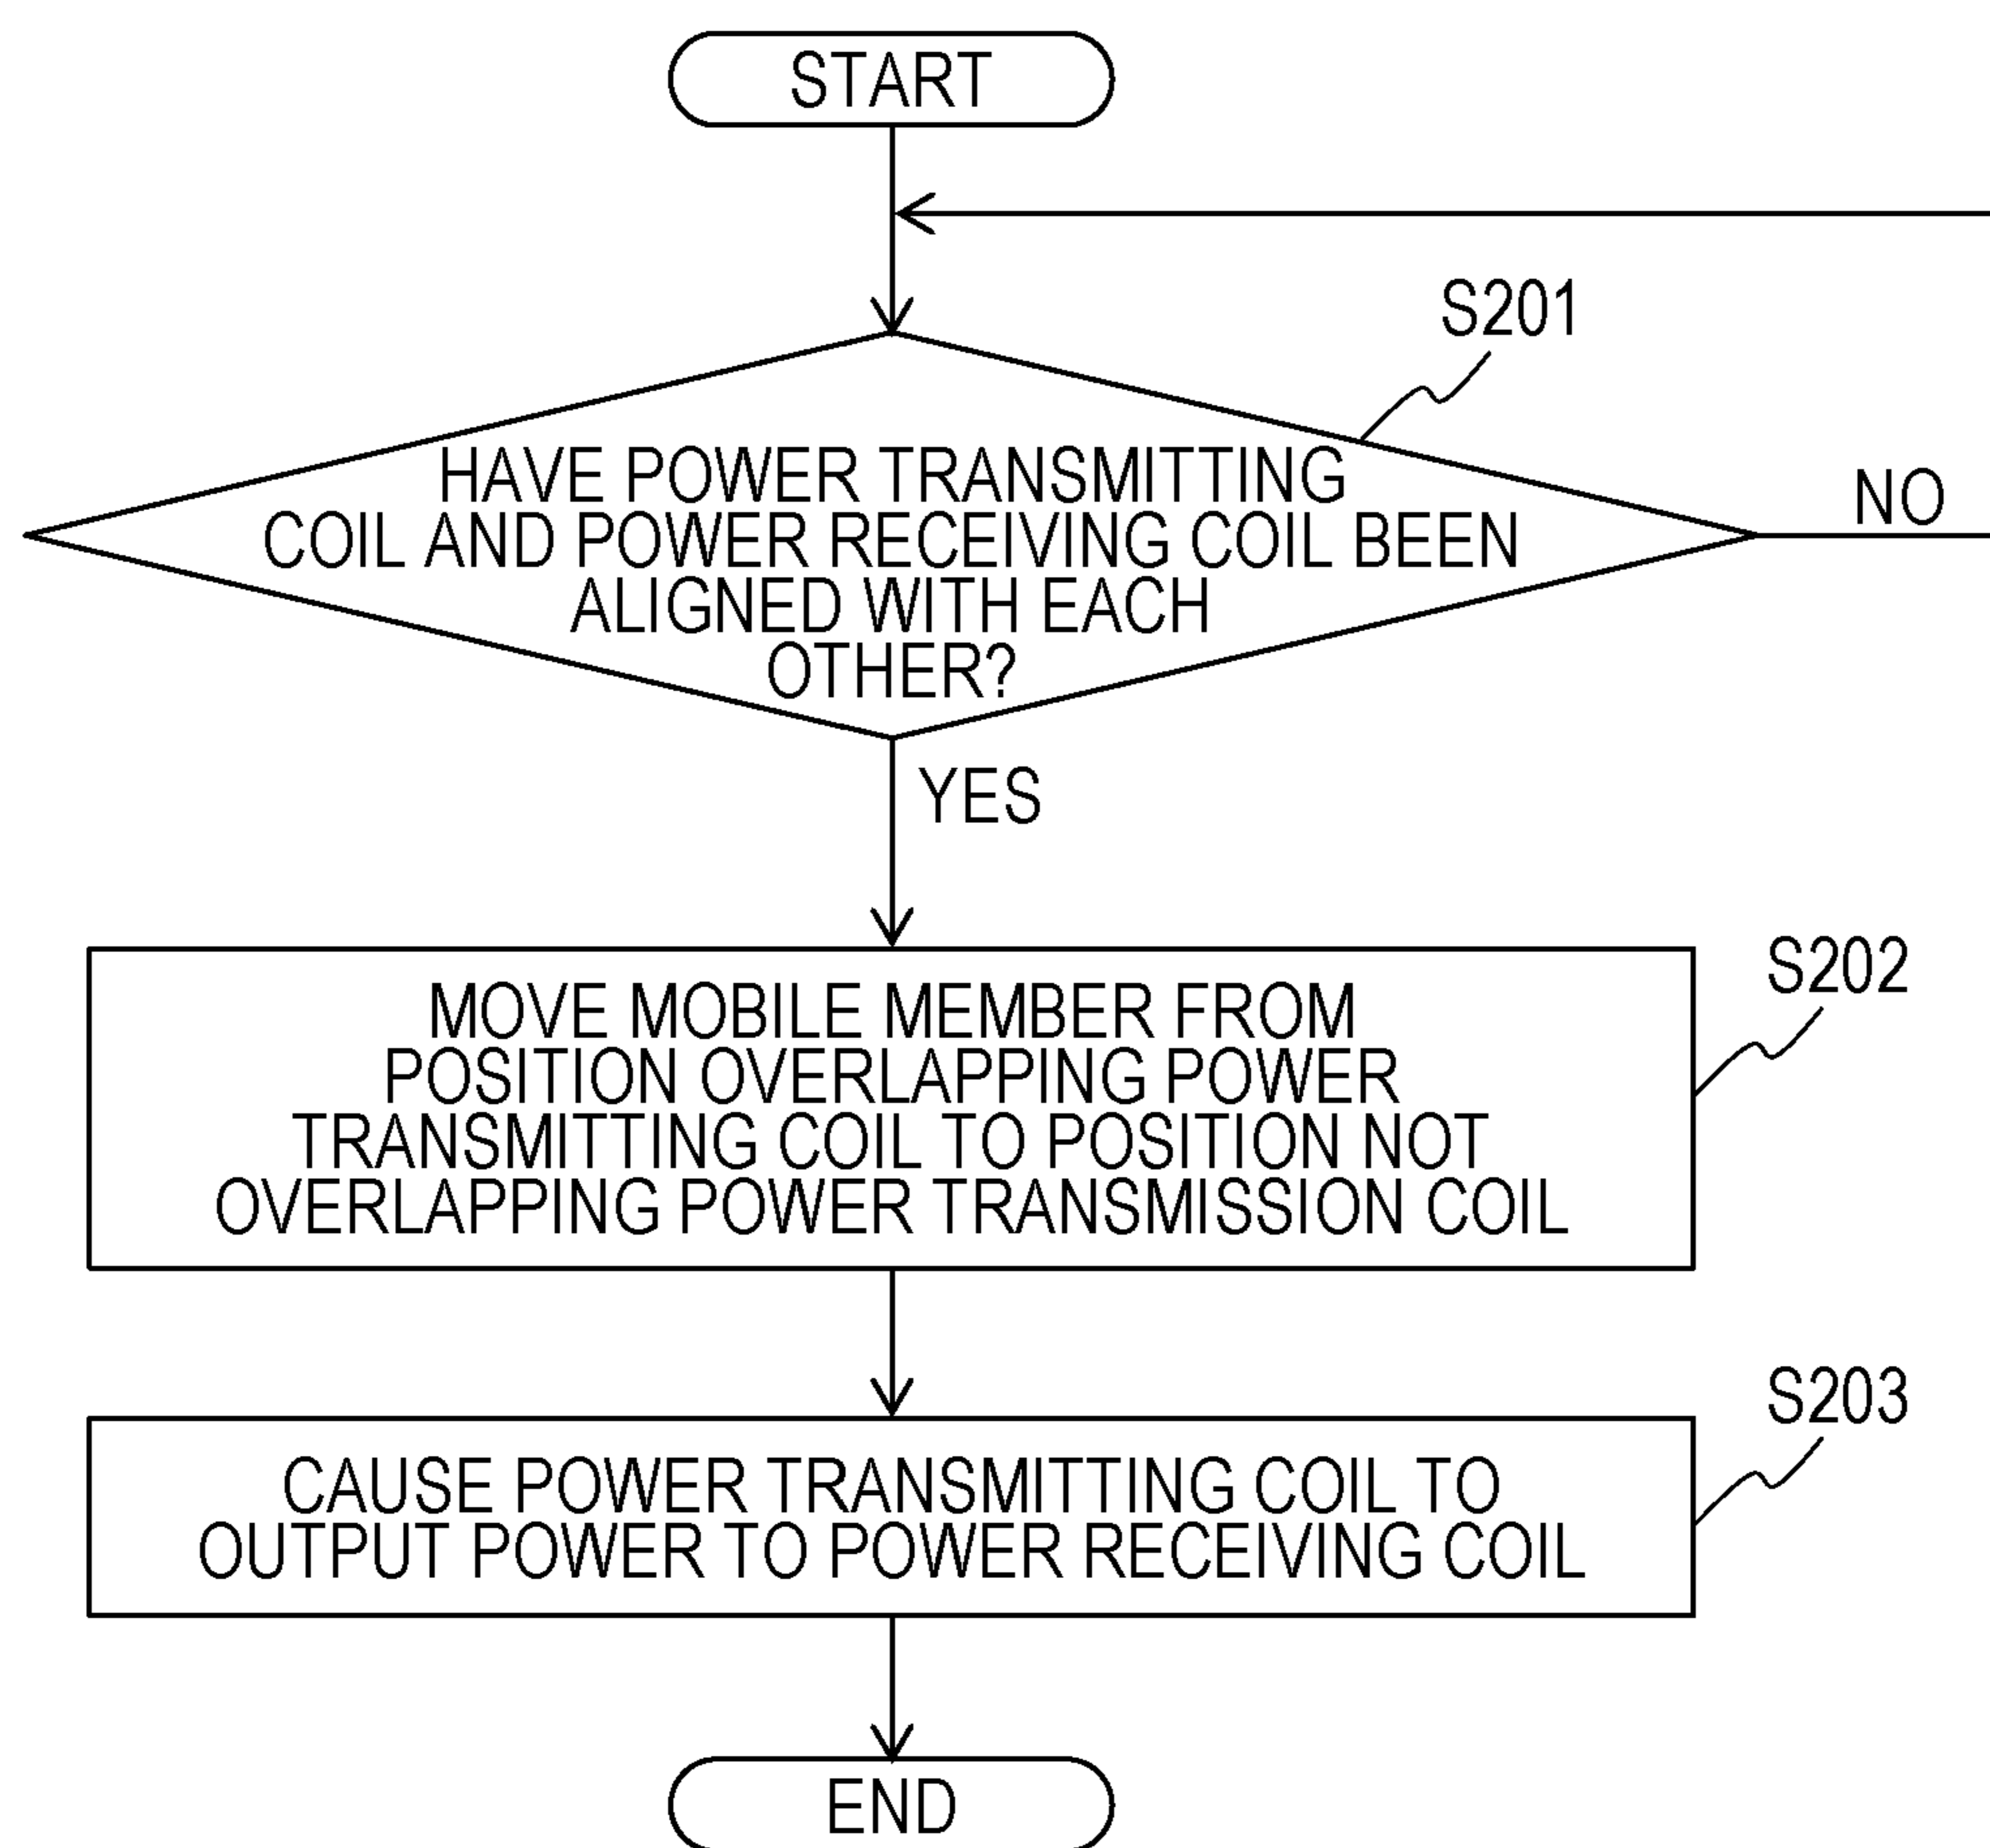 START
S201
HAVE POWER TRANSMITTING
COIL AND POWER RECEIVING COIL BEEN
ALIGNED WITH EACH
OTHER?
NO
YES
S202
MOVE MOBILE MEMBER FROM
POSITION OVERLAPPING POWER
TRANSMITTING COIL TO POSITION NOT
OVERLAPPING POWER TRANSMISSION COIL
S203
CAUSE POWER TRANSMITTING COIL TO
OUTPUT POWER TO POWER RECEIVING COIL
END